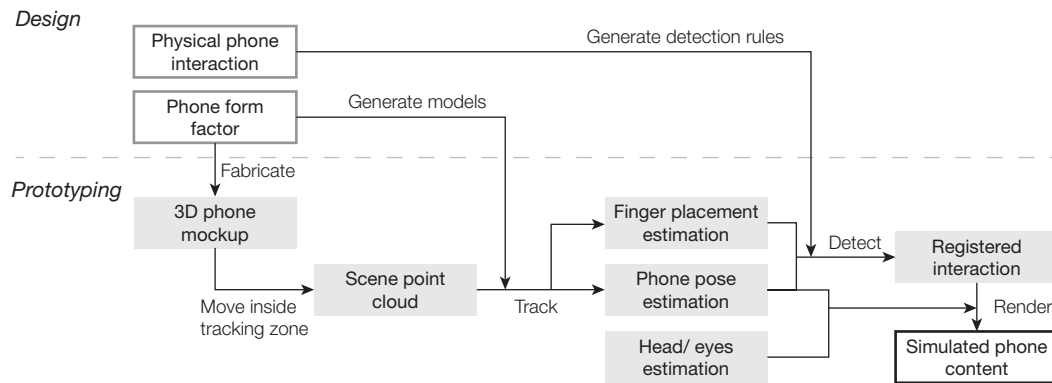 Design
Physical phone
interaction
Generate detection rules
Phone form
factor
Generate models
Prototyping
Fabricate
3D phone
mockup
Move inside
tracking zone
Scene point
cloud
Track
Finger placement
estimation
Phone pose
estimation
Head/ eyes
estimation
Detect
Registered
interaction
Render
Simulated phone
content